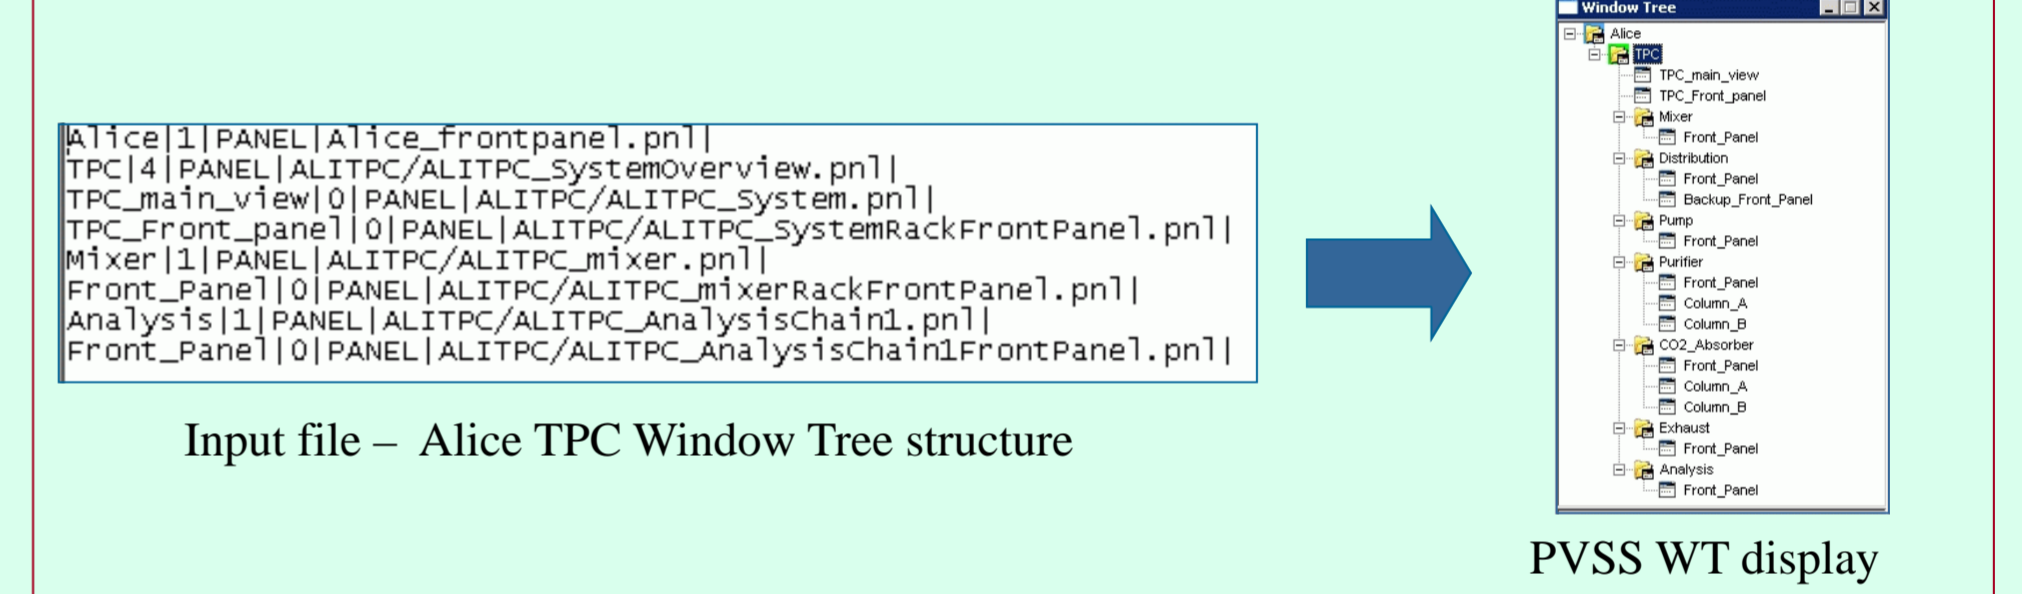 Alice|1|PANEL|Alice_frontpanel.pnl|
TPC|4|PANEL|ALITPC/ALITPC_SystemOverview.pnl|
TPC_main_view|0|PANEL|ALITPC/ALITPC_System.pnl|
TPC_Front_panel|0|PANEL|ALITPC/ALITPC_SystemRackFrontPanel.pnl|
Mixer|1|PANEL|ALITPC/ALITPC_mixer.pnl|
Front_Panel|0|PANEL|ALITPC/ALITPC_mixerRackFrontPanel.pnl|
Analysis|1|PANEL|ALITPC/ALITPC_AnalysisChain1.pnl|
Front_Panel|0|PANEL|ALITPC/ALITPC_AnalysisChain1FrontPanel.pnl|
Input file – Alice TPC Window Tree structure
Window Tree
Alice
TPC
TPC_main_view
TPC_Front_panel
Mixer
Front_Panel
Distribution
Front_Panel
Backup_Front_Panel
Pump
Front_Panel
Purifier
Front_Panel
Column_A
Column_B
CO2_Absorber
Front_Panel
Column_A
Column_B
Exhaust
Front_Panel
Analysis
Front_Panel
PVSS WT display